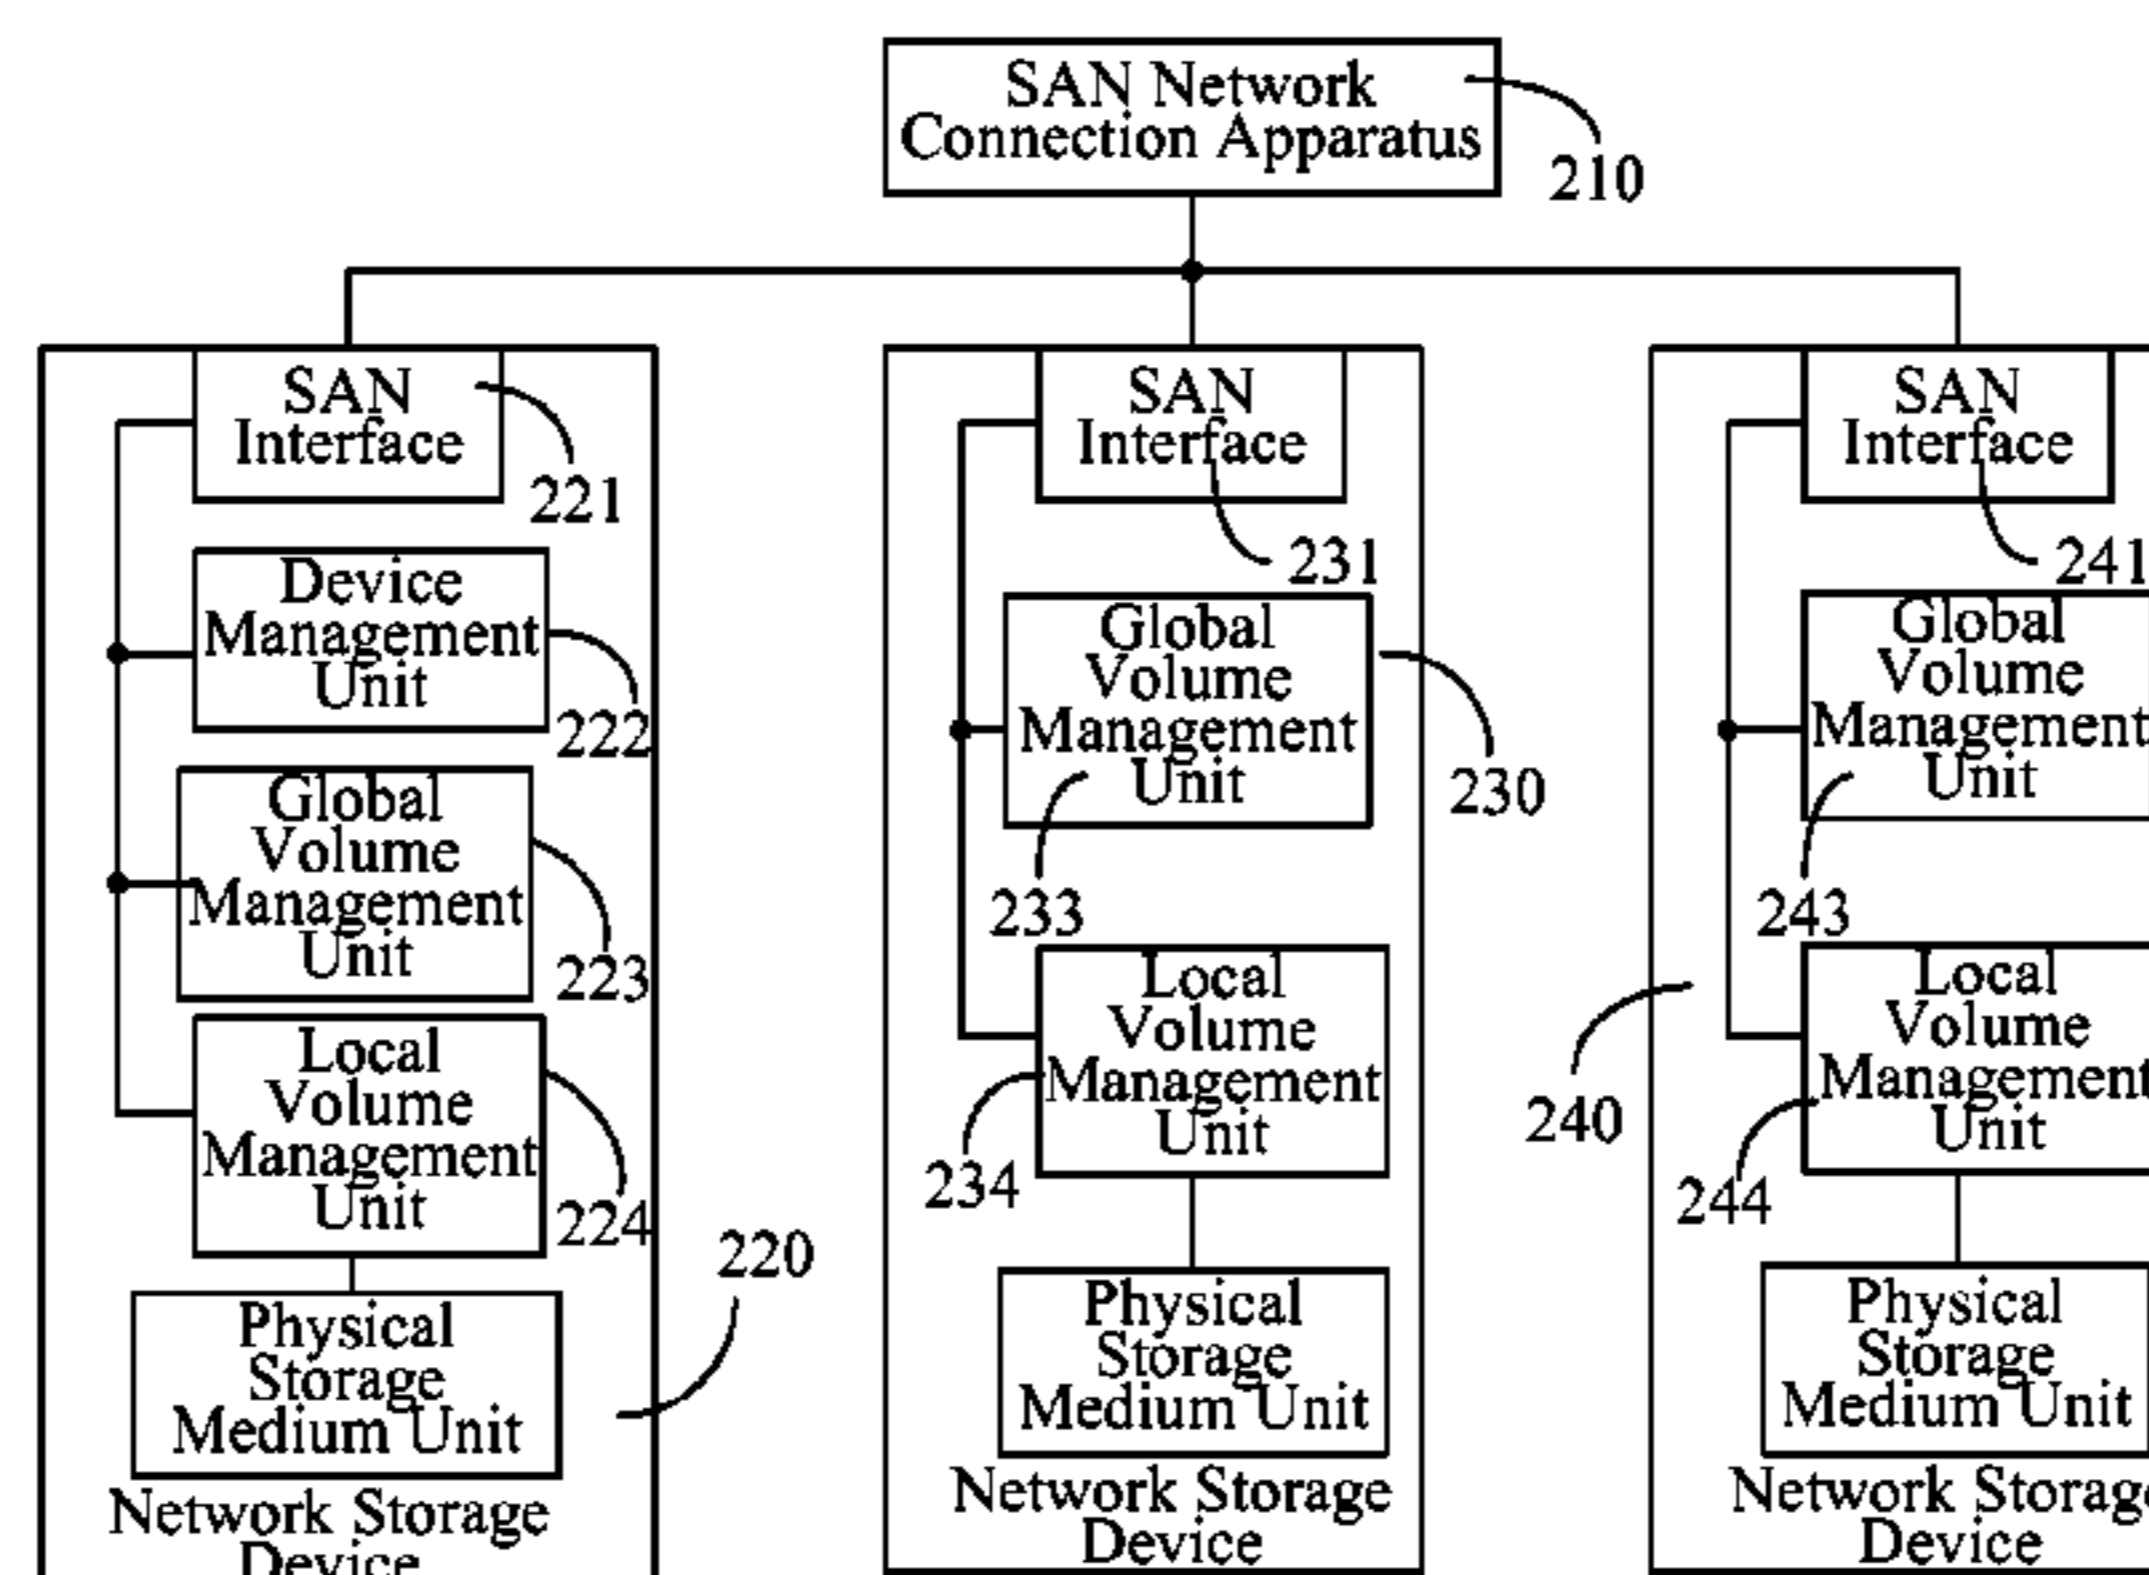 SAN Network
Connection Apparatus
210
SAN
Interface
221
Device
Management
Unit
222
Global
Volume
Management
Unit
223
Local
Volume
Management
Unit
224
220
Physical
Storage
Medium Unit
Network Storage
Device
SAN
Interface
231
Global
Volume
Management
Unit
230
233
Local
Volume
Management
Unit
234
Physical
Storage
Medium Unit
Network Storage
Device
SAN
Interface
241
Global
Volume
Management
Unit
243
240
Local
Volume
Management
Unit
244
Physical
Storage
Medium Unit
Network Storage
Device